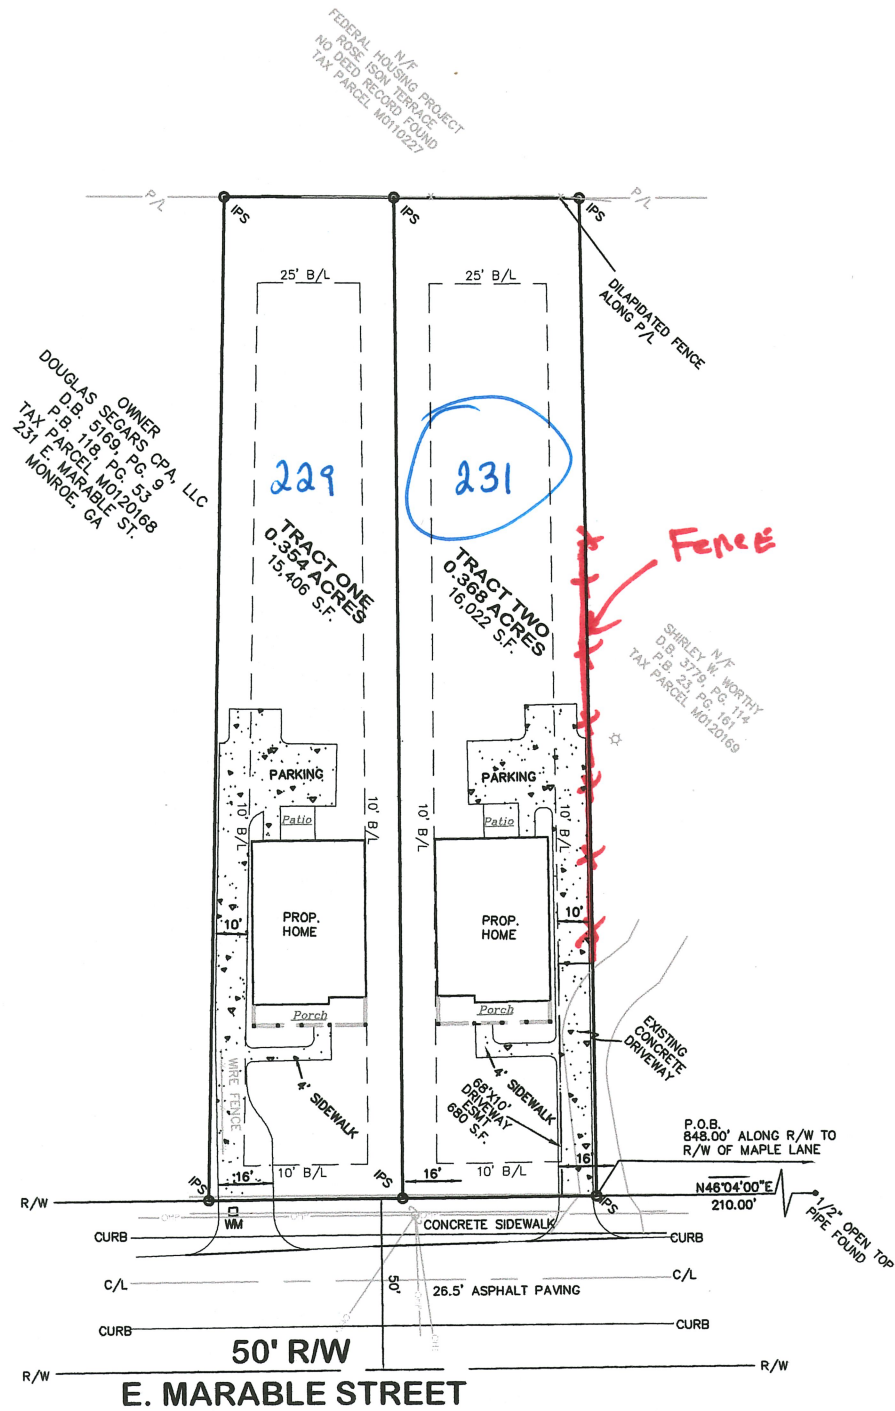 N/F
FEDERAL HOUSING PROJECT
ROSE ISON TERRACE
NO DEED RECORD FOUND
TAX PARCEL M0110227
P/L
P/L
IPS
IPS
IPS
25' B/L
25' B/L
DILAPIDATED FENCE
ALONG P/L
OWNER
DOUGLAS SEGARS CPA, LLC
D.B. 5169, PG. 9
P.B. 118, PG. 53
TAX PARCEL M0120168
231 E. MARABLE ST.
MONROE, GA
229
231
TRACT ONE
0.354 ACRES
15,406 S.F.
TRACT TWO
0.368 ACRES
16,022 S.F.
FENCE
N/F
SHIRLEY W. WORTHY
D.B. 3779, PG. 114
P.B. 23, PG. 161
TAX PARCEL M0120169
PARKING
PARKING
10' B/L
Patio
10' B/L
10' B/L
Patio
10' B/L
10'
PROP.
HOME
PROP.
HOME
10'
Porch
Porch
EXISTING
CONCRETE
DRIVEWAY
WIRE FENCE
4' SIDEWALK
4' SIDEWALK
68'X10'
DRIVEWAY
ESMT
680 S.F.
P.O.B.
848.00' ALONG R/W TO
R/W OF MAPLE LANE
16'
10' B/L
16'
10' B/L
16'
IPS
IPS
IPS
N46°04'00"E
210.00'
1/2" OPEN TOP
PIPE FOUND
R/W
WM
CONCRETE SIDEWALK
CURB
CURB
C/L
50'
26.5' ASPHALT PAVING
C/L
CURB
CURB
50' R/W
R/W
R/W
E. MARABLE STREET